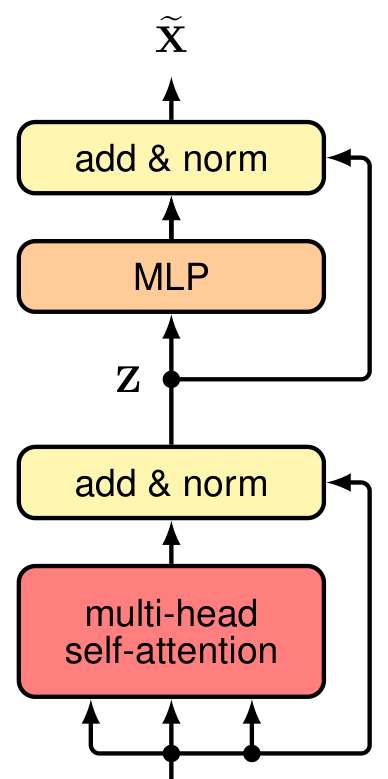 x̃
add & norm
MLP
z
add & norm
multi-head
self-attention